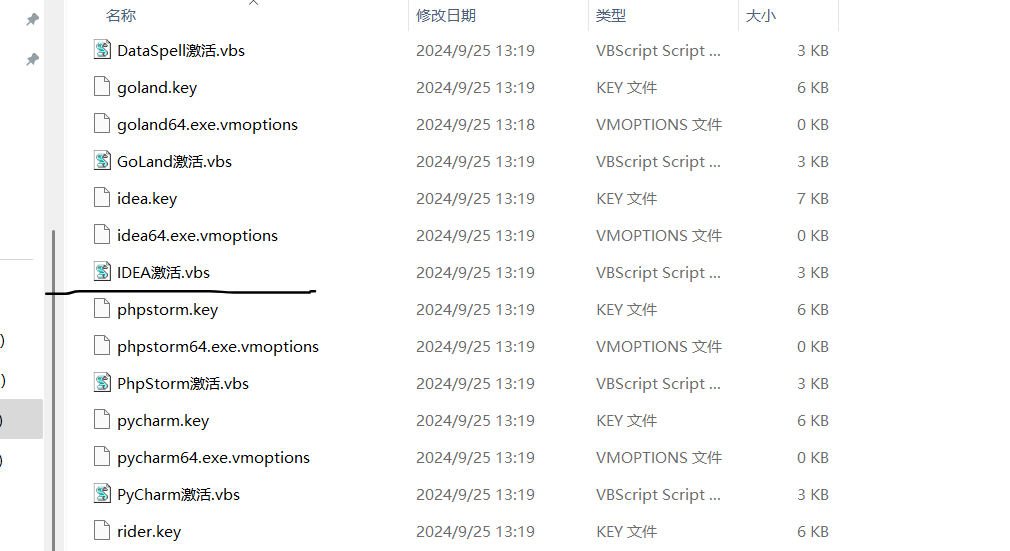 名称 修改日期 类型 大小
DataSpell激活.vbs 2024/9/25 13:19 VBScript Script ... 3 KB
goland.key 2024/9/25 13:19 KEY 文件 6 KB
goland64.exe.vmoptions 2024/9/25 13:18 VMOPTIONS 文件 0 KB
GoLand激活.vbs 2024/9/25 13:19 VBScript Script ... 3 KB
idea.key 2024/9/25 13:19 KEY 文件 7 KB
idea64.exe.vmoptions 2024/9/25 13:19 VMOPTIONS 文件 0 KB
IDEA激活.vbs 2024/9/25 13:19 VBScript Script ... 3 KB
phpstorm.key 2024/9/25 13:19 KEY 文件 6 KB
)
phpstorm64.exe.vmoptions 2024/9/25 13:19 VMOPTIONS 文件 0 KB
)
PhpStorm激活.vbs 2024/9/25 13:19 VBScript Script ... 3 KB
)
pycharm.key 2024/9/25 13:19 KEY 文件 6 KB
)
pycharm64.exe.vmoptions 2024/9/25 13:19 VMOPTIONS 文件 0 KB
PyCharm激活.vbs 2024/9/25 13:19 VBScript Script ... 3 KB
rider.key 2024/9/25 13:19 KEY 文件 6 KB